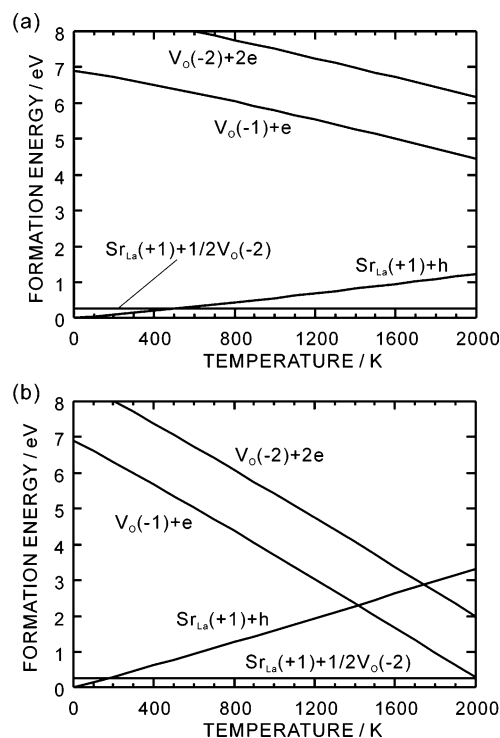 (a)
8
7
6
5
4
3
2
1
0
FORMATION ENERGY / eV
V_O(-2)+2e
V_O(-1)+e
Sr_La(+1)+1/2V_O(-2)
Sr_La(+1)+h
0 400 800 1200 1600 2000
TEMPERATURE / K
(b)
8
7
6
5
4
3
2
1
0
FORMATION ENERGY / eV
V_O(-2)+2e
V_O(-1)+e
Sr_La(+1)+h
Sr_La(+1)+1/2V_O(-2)
0 400 800 1200 1600 2000
TEMPERATURE / K